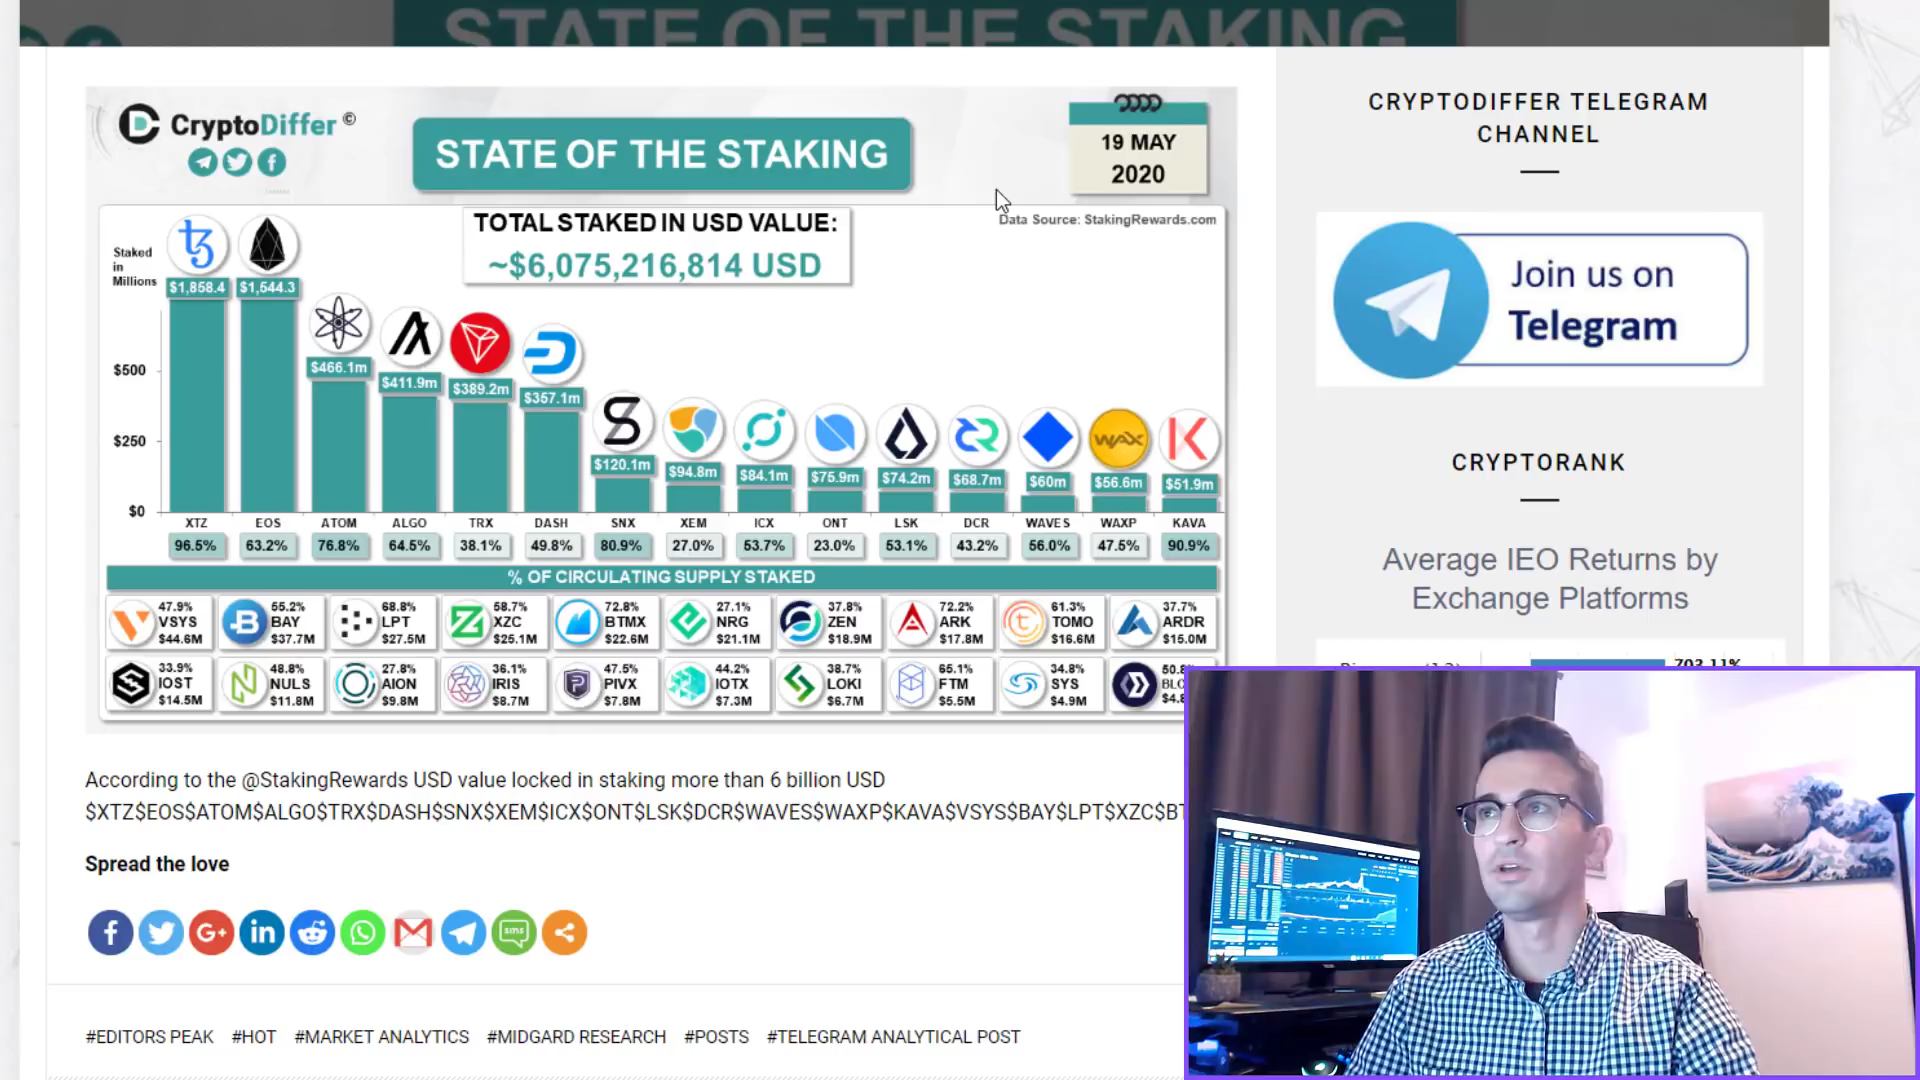 STATE OF THE STAKING
CryptoDiffer ©
STATE OF THE STAKING
19 MAY
2020
Data Source: StakingRewards.com
TOTAL STAKED IN USD VALUE:
~$6,075,216,814 USD
Staked
in
Millions
$1,858.4 $1,544.3 $466.1m $411.9m $389.2m $357.1m $120.1m $94.8m $84.1m $75.9m $74.2m $68.7m $60m $56.6m $51.9m
$500
$250
$0
wax
XTZ EOS ATOM ALGO TRX DASH SNX XEM ICX ONT LSK DCR WAVES WAXP KAVA
96.5% 63.2% 76.8% 64.5% 38.1% 49.8% 80.9% 27.0% 53.7% 23.0% 53.1% 43.2% 56.0% 47.5% 90.9%
% OF CIRCULATING SUPPLY STAKED
47.9% 55.2% 68.8% 58.7% 72.8% 27.1% 37.8% 72.2% 61.3% 37.7%
VSYS BAY LPT XZC BTMX NRG ZEN ARK TOMO ARDR
$44.6M $37.7M $27.5M $25.1M $22.6M $21.1M $18.9M $17.8M $16.6M $15.0M
33.9% 48.8% 27.8% 36.1% 47.5% 44.2% 38.7% 65.1% 34.8% 50.8
IOST NULS AION IRIS PIVX IOTX LOKI FTM SYS BLO
$14.5M $11.8M $9.8M $8.7M $7.8M $7.3M $6.7M $5.5M $4.9M $4.8
According to the @StakingRewards USD value locked in staking more than 6 billion USD
$XTZ$EOS$ATOM$ALGO$TRX$DASH$SNX$XEM$ICX$ONT$LSK$DCR$WAVES$WAXP$KAVA$VSYS$BAY$LPT$XZC$BT
Spread the love
sms
#EDITORS PEAK #HOT #MARKET ANALYTICS #MIDGARD RESEARCH #POSTS #TELEGRAM ANALYTICAL POST
CRYPTODIFFER TELEGRAM
CHANNEL
Join us on
Telegram
CRYPTORANK
Average IEO Returns by
Exchange Platforms
703.11%